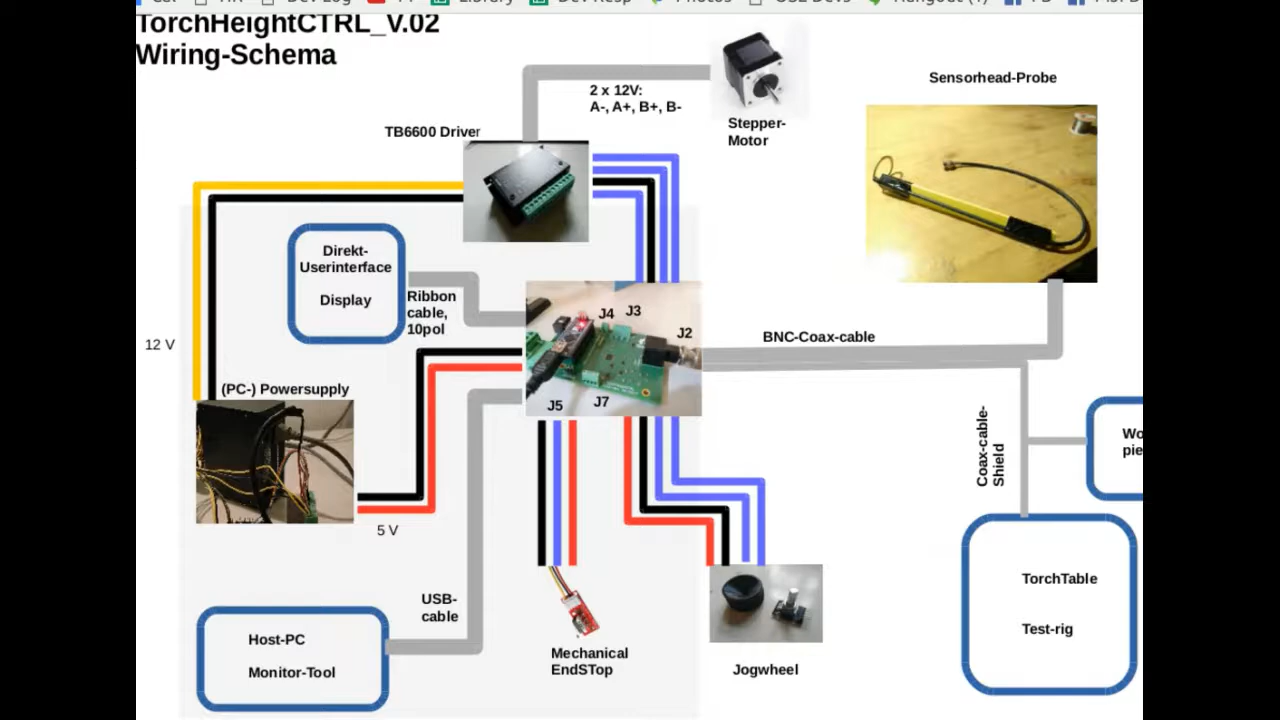 TorchHeightCTRL_V.02
Wiring-Schema
2 x 12V:
A-, A+, B+, B-
Stepper-
Motor
Sensorhead-Probe
TB6600 Driver
Direkt-
Userinterface
Display
Ribbon
cable,
10pol
J4
J3
J2
J5
J7
BNC-Coax-cable
12 V
(PC-) Powersupply
5 V
Coax-cable-
Shield
Wo
pie
TorchTable
Test-rig
USB-
cable
Host-PC
Monitor-Tool
Mechanical
EndSTop
Jogwheel